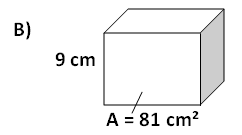 B)
9 cm
A = 81 cm²